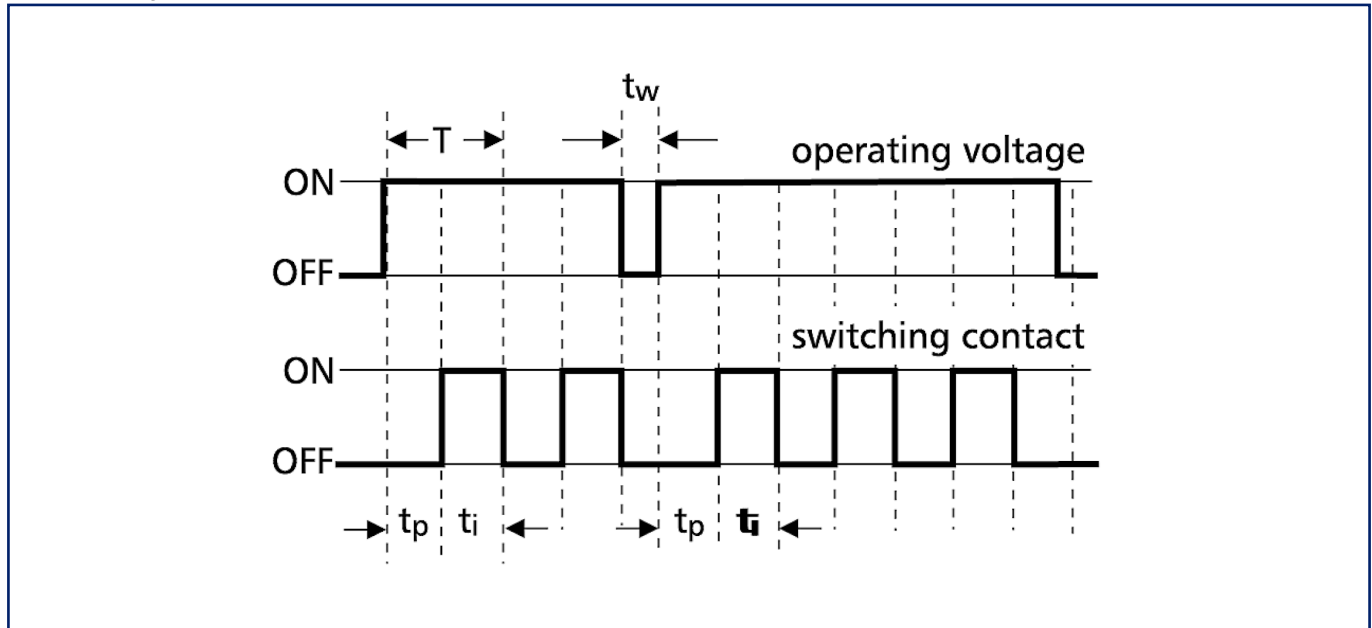 tw
T
operating voltage
ON
OFF
switching contact
ON
OFF
tp ti tp ti